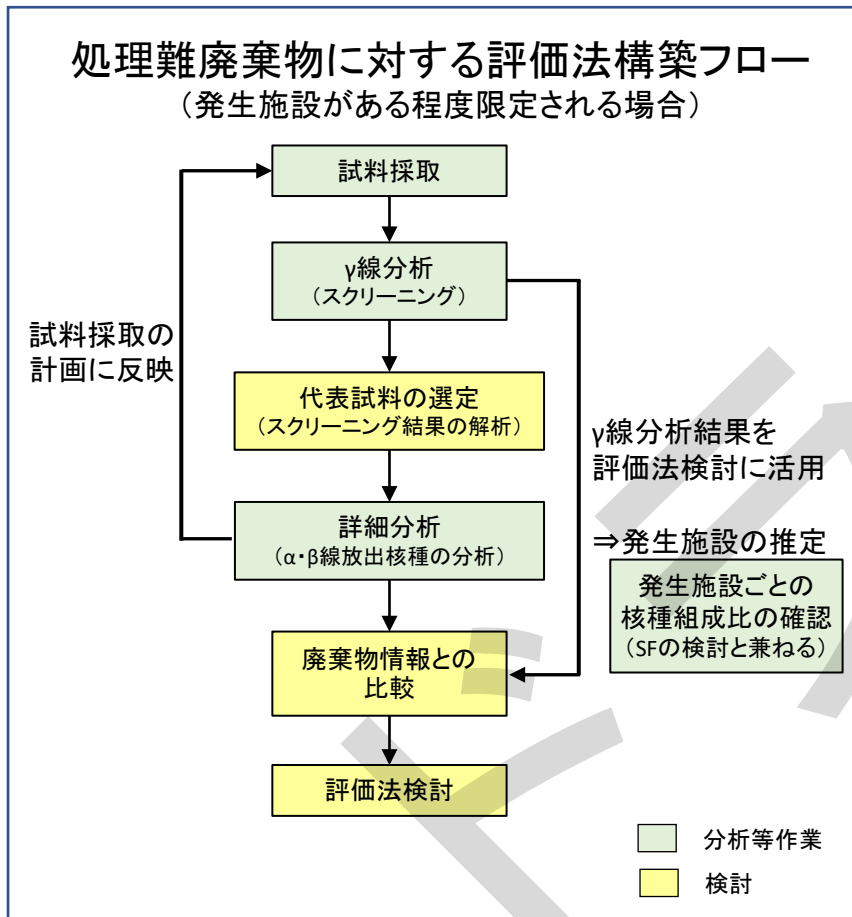 処理難廃棄物に対する評価法構築フロー
（発生施設がある程度限定される場合）
試料採取
γ線分析
（スクリーニング）
試料採取の
計画に反映
代表試料の選定
（スクリーニング結果の解析）
γ線分析結果を
評価法検討に活用
詳細分析
（α・β線放出核種の分析）
⇒発生施設の推定
発生施設ごとの
核種組成比の確認
（SFの検討と兼ねる）
廃棄物情報との
比較
評価法検討
分析等作業
検討